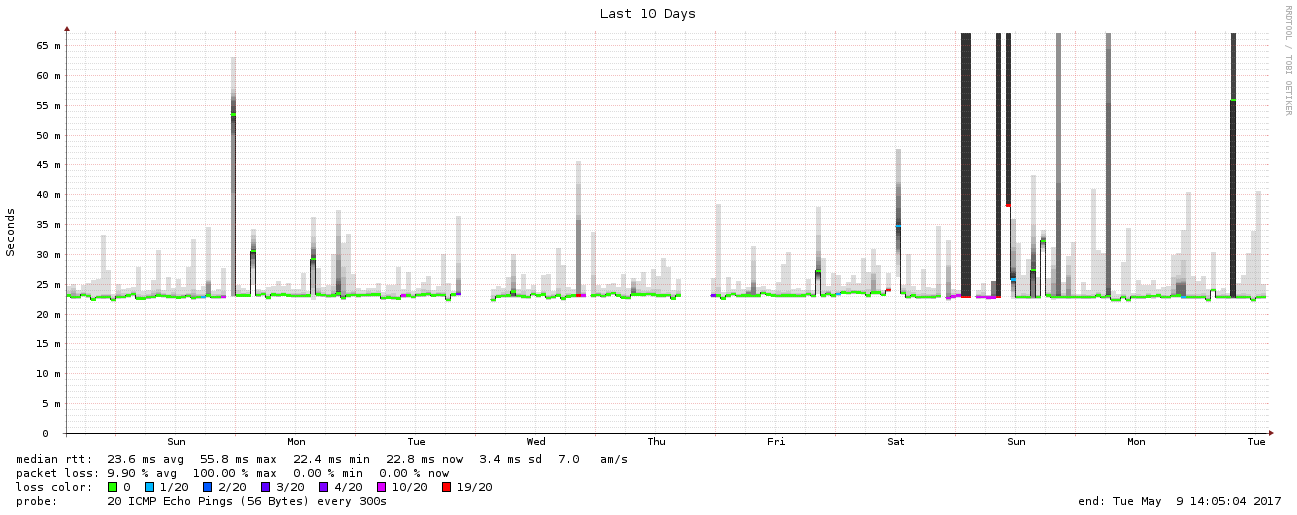 Last 10 Days
RRDTOOL / TOBI OETIKER
Seconds
65 m
60 m
55 m
50 m
45 m
40 m
35 m
30 m
25 m
20 m
15 m
10 m
5 m
0
Sun Mon Tue Wed Thu Fri Sat Sun Mon Tue
median rtt: 23.6 ms avg 55.8 ms max 22.4 ms min 22.8 ms now 3.4 ms sd 7.0 am/s
packet loss: 9.90 % avg 100.00 % max 0.00 % min 0.00 % now
loss color: 0 1/20 2/20 3/20 4/20 10/20 19/20
probe: 20 ICMP Echo Pings (56 Bytes) every 300s end: Tue May 9 14:05:04 2017